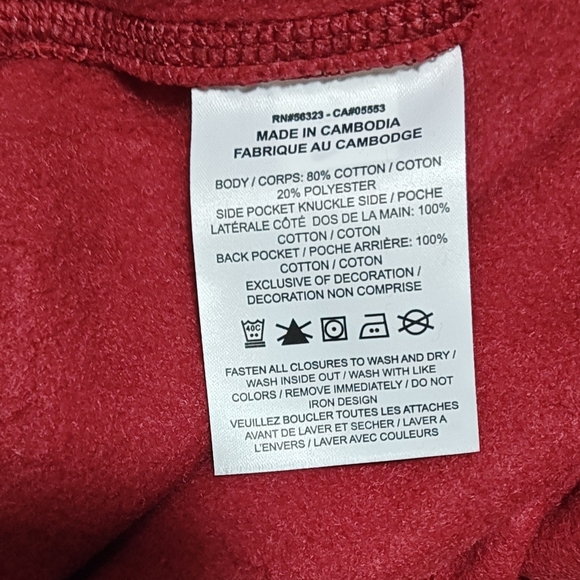 RN#56323 - CA#05553
MADE IN CAMBODIA
FABRIQUE AU CAMBODGE
BODY / CORPS: 80% COTTON / COTON
20% POLYESTER
SIDE POCKET KNUCKLE SIDE / POCHE
LATÉRALE CÔTÉ DOS DE LA MAIN: 100%
COTTON / COTON
BACK POCKET / POCHE ARRIÈRE: 100%
COTTON / COTON
EXCLUSIVE OF DECORATION /
DECORATION NON COMPRISE
40C
FASTEN ALL CLOSURES TO WASH AND DRY /
WASH INSIDE OUT / WASH WITH LIKE
COLORS / REMOVE IMMEDIATELY / DO NOT
IRON DESIGN
VEUILLEZ BOUCLER TOUTES LES ATTACHES
AVANT DE LAVER ET SECHER / LAVER A
L'ENVERS / LAVER AVEC COULEURS